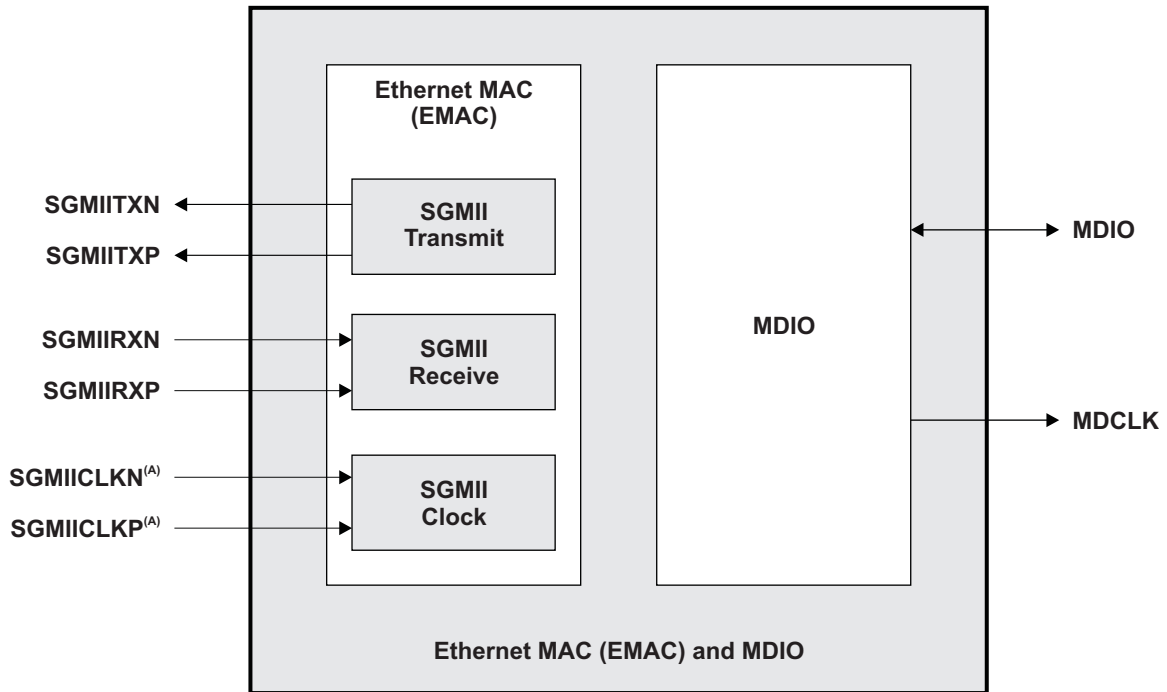 Ethernet MAC
(EMAC)
SGMIITXN
SGMIITXP
SGMII
Transmit
SGMIIRXN
SGMIIRXP
SGMII
Receive
SGMIICLKN(A)
SGMIICLKP(A)
SGMII
Clock
MDIO
MDIO
MDCLK
Ethernet MAC (EMAC) and MDIO